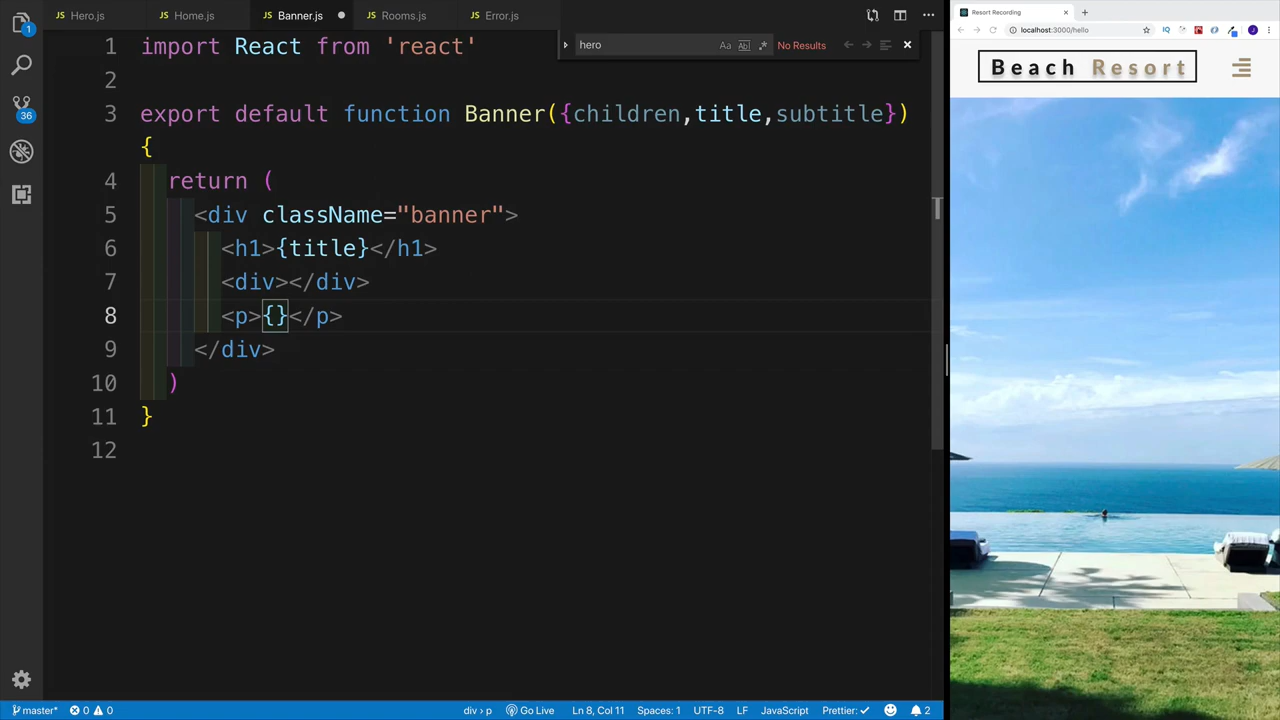 JS Hero.js
JS Home.js
JS Banner.js
JS Rooms.js
JS Error.js
1
36
hero
Aa Ab| .*
No Results
1 import React from 'react'
2
3 export default function Banner({children,title,subtitle})
{
4 return (
5 <div className="banner">
6 <h1>{title}</h1>
7 <div></div>
8 <p>{}</p>
9 </div>
10 )
11 }
12
master*
0 0
div > p
Go Live
Ln 8, Col 11
Spaces: 1
UTF-8
LF
JavaScript
Prettier: ✓
2
Resort Recording
localhost:3000/hello
IQ
J
Beach Resort